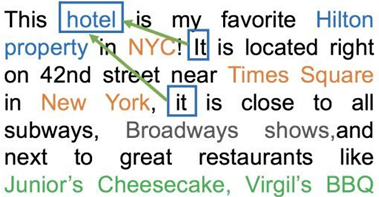 This hotel is my favorite Hilton
property in NYC! It is located right
on 42nd street near Times Square
in New York, it is close to all
subways, Broadways shows,and
next to great restaurants like
Junior's Cheesecake, Virgil's BBQ